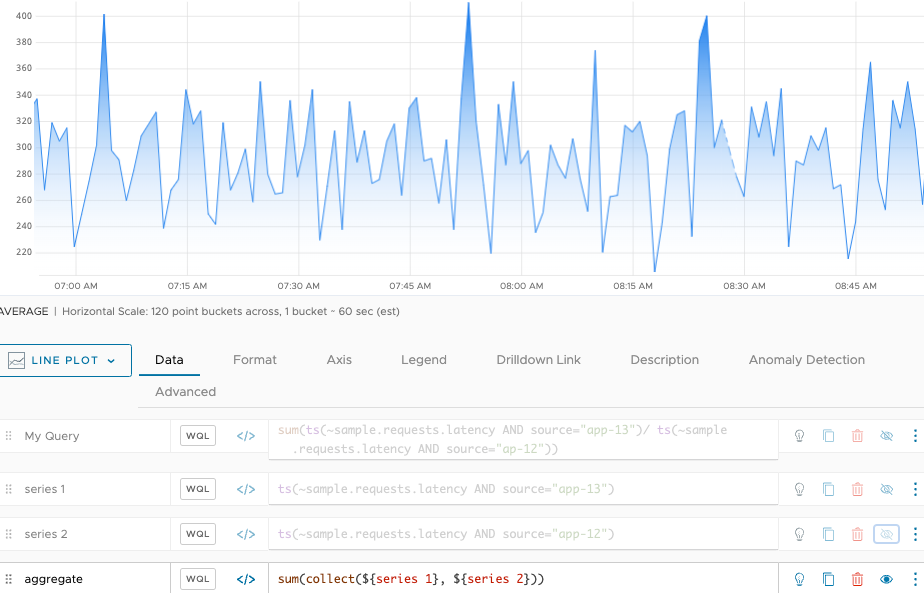 400
380
360
340
320
300
280
260
240
220
07:00 AM 07:15 AM 07:30 AM 07:45 AM 08:00 AM 08:15 AM 08:30 AM 08:45 AM
AVERAGE | Horizontal Scale: 120 point buckets across, 1 bucket ~ 60 sec (est)
LINE PLOT Data Format Axis Legend Drilldown Link Description Anomaly Detection
Advanced
My Query WQL </> sum(ts(~sample.requests.latency AND source="app-13")/ ts(~sample
.requests.latency AND source="ap-12"))
series 1 WQL </> ts(~sample.requests.latency AND source="app-13")
series 2 WQL </> ts(~sample.requests.latency AND source="app-12")
aggregate WQL </> sum(collect(${series 1}, ${series 2}))